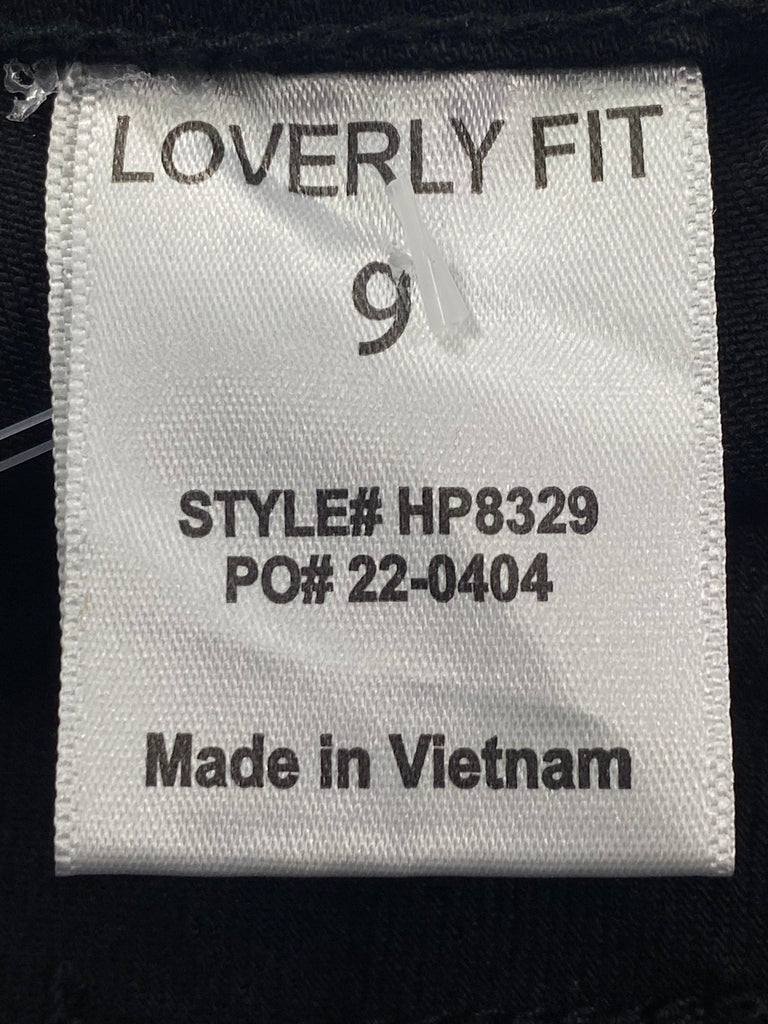 LOVERLY FIT
9
STYLE# HP8329
PO# 22-0404
Made in Vietnam